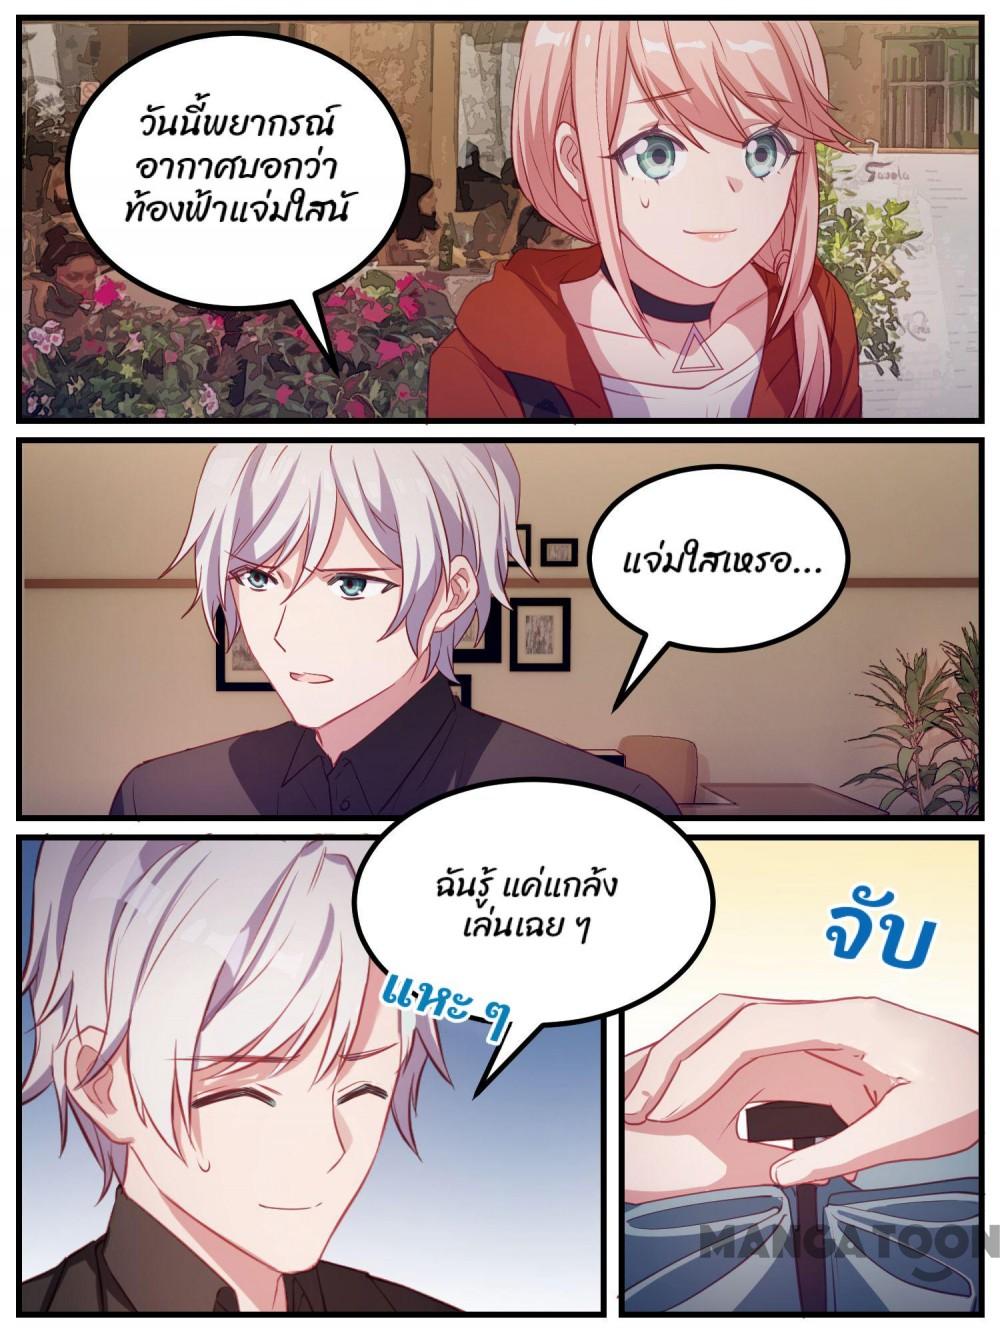 วันนี้พยากรณ์
อากาศบอกว่า
ท้องฟ้าแจ่มใสนั
แจ่มใสเหรอ...
ฉันรู้ แค่แกล้ง
เล่นเฉย ๆ
แหะ ๆ
จับ
MANGATOON